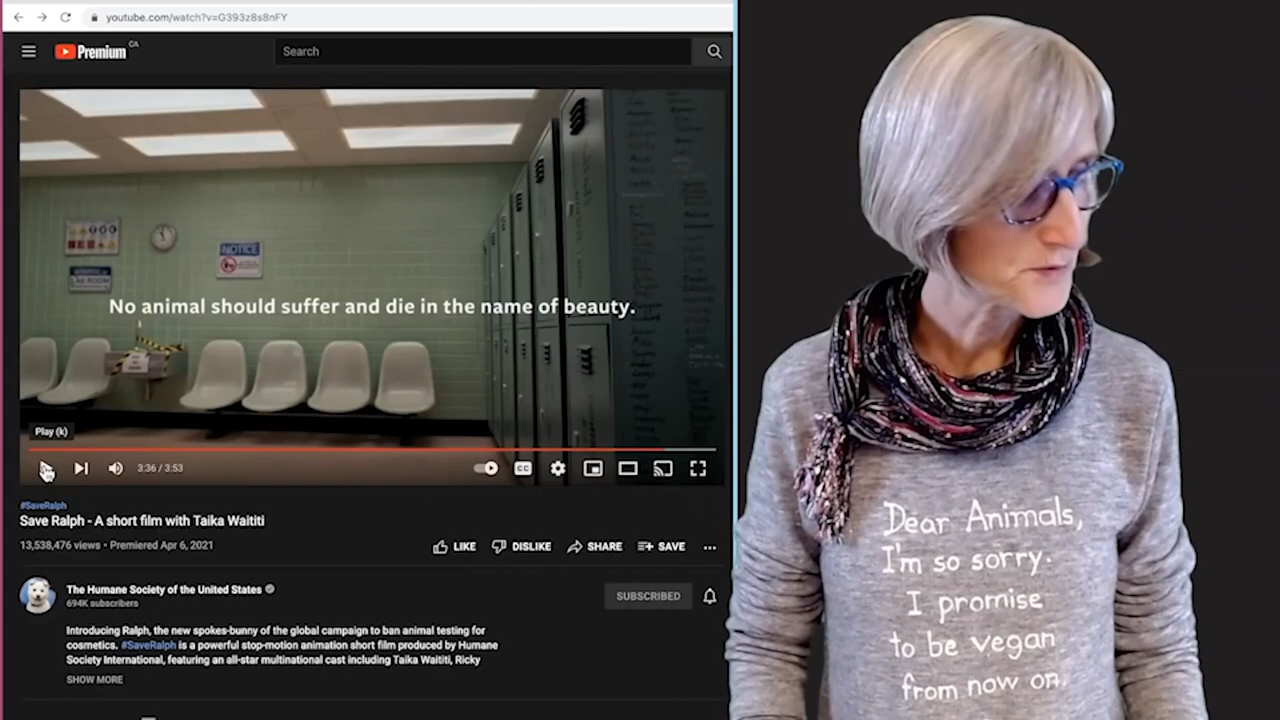 youtube.com/watch?v=G393z8s8nFY
Premium CA
Search
NOTICE
No animal should suffer and die in the name of beauty.
Play (k)
3:36 / 3:53
CC
#SaveRalph
Save Ralph - A short film with Taika Waititi
13,538,476 views • Premiered Apr 6, 2021
LIKE
DISLIKE
SHARE
SAVE
The Humane Society of the United States
694K subscribers
SUBSCRIBED
Introducing Ralph, the new spokes-bunny of the global campaign to ban animal testing for
cosmetics. #SaveRalph is a powerful stop-motion animation short film produced by Humane
Society International, featuring an all-star multinational cast including Taika Waititi, Ricky
SHOW MORE
Dear Animals,
I'm so sorry.
I promise
to be vegan
from now on.